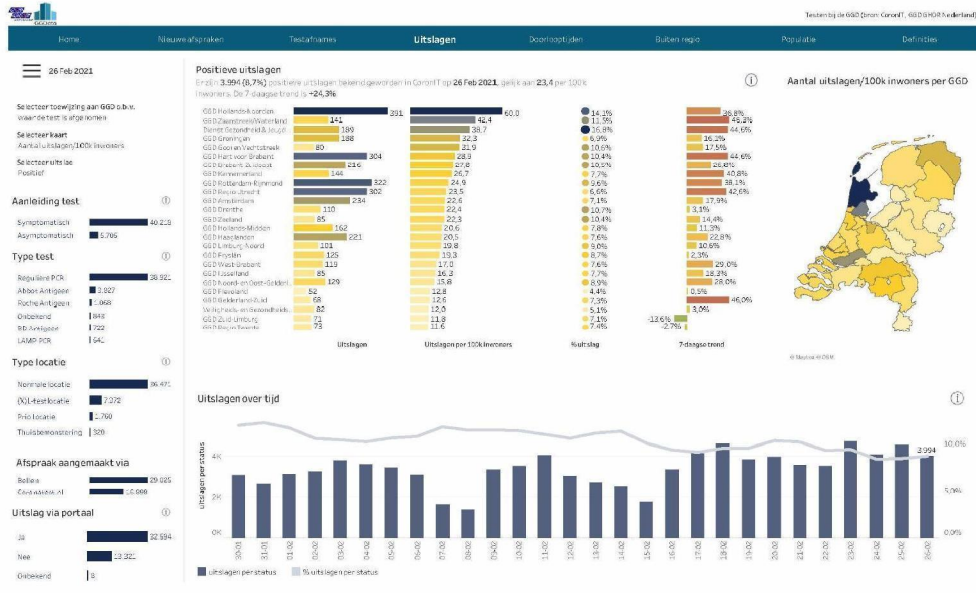 GGData
Testen bij de GGD (bron: CoronIT, GGD GHOR Nederland)
Home
Nieuwe afspraken
Testafnames
Uitslagen
Doorlooptijden
Buiten regio
Populatie
Definities
26 Feb 2021
Selecteer toewijzing aan GGD o.b.v.
waar de test is afgenomen
Selecteer kaart
Aantal uitslagen/100k inwoners
Selecteer uitslag
Positief
Aanleiding test
Symptomatisch 40.215
Asymptomatisch 5.706
Type test
Reguliere PCR 38.921
Abbot Antigeen 3.827
Roche Antigeen 1.068
Onbekend 843
BD Antigeen 722
LAMP PCR 641
Type locatie
Normale locatie 36.471
(X)L-testlocatie 7.372
Prio locatie 1.760
Thuisbemonstering 320
Afspraak aangemaakt via
Bellen 29.025
Coronatest.nl
Uitslag via portaal
Ja 32.594
Nee 13.321
Onbekend 8
Positieve uitslagen
Er zijn 3.994 (8,7%) positieve uitslagen bekend geworden in CoronIT op 26 Feb 2021, gelijk aan 23,4 per 100k
inwoners. De 7-daagse trend is +24,3%.
GGD Hollands-Noorden 391 60,0 14,1% 36,8%
GGD Zaanstreek/Waterland 141 42,4 11,5% 46,3%
Dienst Gezondheid & Jeugd 189 38,7 16,8% 44,6%
GGD Groningen 188 32,3 6,9% 16,1%
GGD Gooi en Vechtstreek 80 31,9 10,6% 17,5%
GGD Hart voor Brabant 304 28,5 10,4% 44,6%
GGD Brabant-Zuidoost 216 27,8 10,5% 26,8%
GGD Kennemerland 144 26,7 7,7% 40,8%
GGD Rotterdam-Rijnmond 322 24,9 9,6% 38,1%
GGD Regio Utrecht 302 23,5 6,6% 42,6%
GGD Amsterdam 234 22,6 7,1% 17,9%
GGD Drenthe 110 22,4 10,7% 3,1%
GGD Zeeland 85 22,3 10,4% 14,4%
GGD Hollands-Midden 162 20,6 7,8% 11,3%
GGD Haaglanden 221 20,5 7,6% 22,8%
GGD Limburg-Noord 101 19,8 9,0% 10,6%
GGD Fryslân 125 19,3 8,7% 2,3%
GGD West-Brabant 119 17,0 7,6% 29,0%
GGD IJsselland 85 16,3 7,7% 18,3%
GGD Noord- en Oost-Gelderl.. 129 15,8 8,9% 28,0%
GGD Flevoland 52 12,8 4,4% 0,5%
GGD Gelderland-Zuid 68 12,6 7,3% 46,0%
Veiligheids- en Gezondheids.. 82 12,0 5,1% 3,0%
GGD Zuid-Limburg 71 11,8 7,1% -13,6%
GGD Regio Twente 73 11,6 7,4% -2,7%
Uitslagen
Uitslagen per 100k inwoners
% uitslag
7-daagse trend
Aantal uitslagen/100k inwoners per GGD
© Mapbox © OSM
Uitslagen over tijd
uitslagen per status
4K
2K
0K
3.994
10,0%
5,0%
0,0%
30-01
31-01
01-02
02-02
03-02
04-02
05-02
06-02
07-02
08-02
09-02
10-02
11-02
12-02
13-02
14-02
15-02
16-02
17-02
18-02
19-02
20-02
21-02
22-02
23-02
24-02
25-02
26-02
uitslagen per status
% uitslagen per status